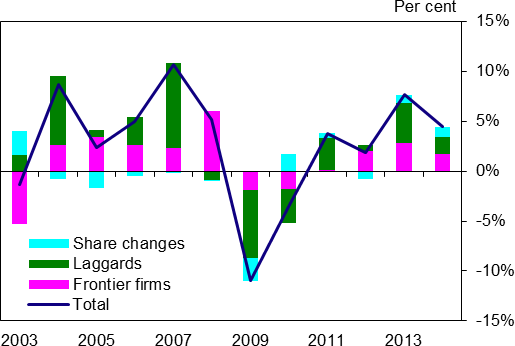 Per cent
15%
10%
5%
0%
-5%
-10%
-15%
Share changes
Laggards
Frontier firms
Total
2003 2005 2007 2009 2011 2013